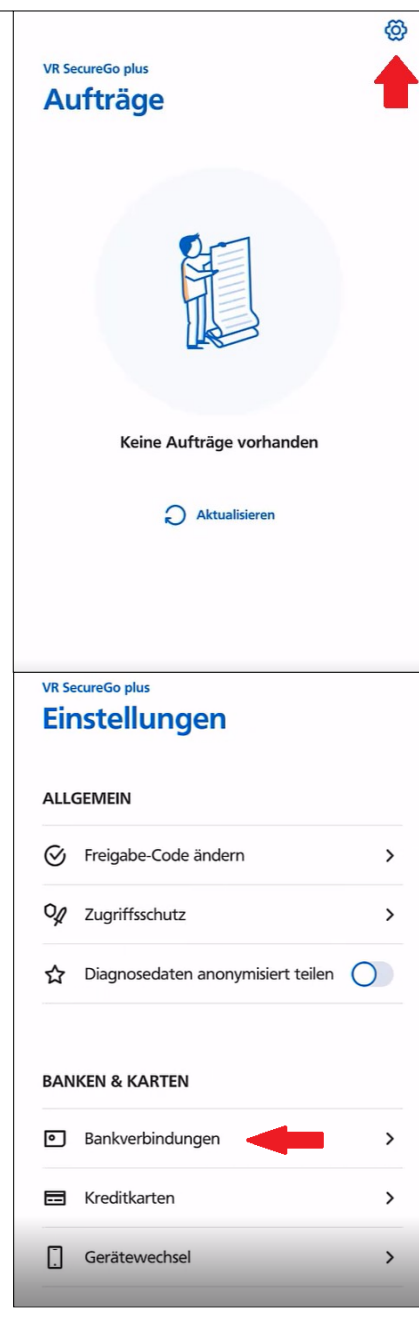 VR SecureGo plus
Aufträge
Keine Aufträge vorhanden
Aktualisieren
VR SecureGo plus
Einstellungen
ALLGEMEIN
Freigabe-Code ändern
Zugriffsschutz
Diagnosedaten anonymisiert teilen
BANKEN & KARTEN
Bankverbindungen
Kreditkarten
Gerätewechsel